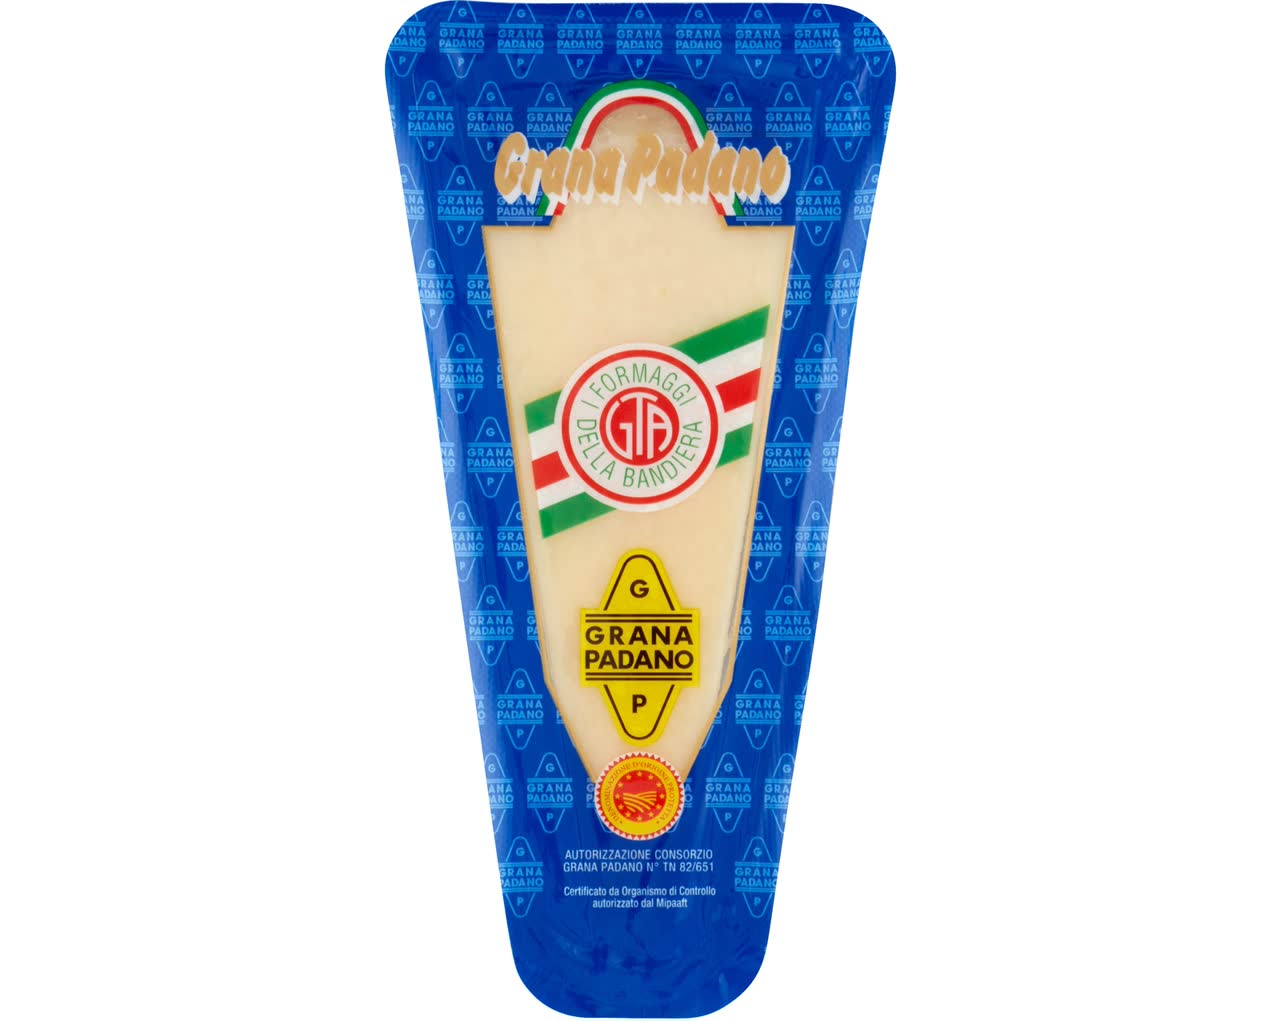 Grana Padano
I FORMAGGI
GTA
DELLA BANDIERA
G
GRANA
PADANO
P
DENOMINAZIONE D'ORIGINE PROTETTA
AUTORIZZAZIONE CONSORZIO
GRANA PADANO N° TN 82/651
Certificato da Organismo di Controllo
autorizzato dal Mipaaft